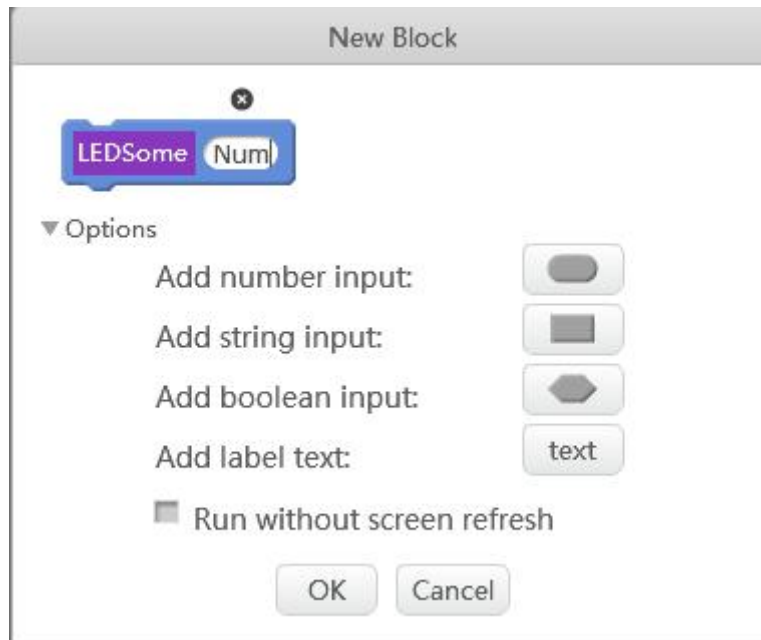 New Block
LEDSome Num
Options
Add number input:
Add string input:
Add boolean input:
Add label text: text
Run without screen refresh
OK Cancel